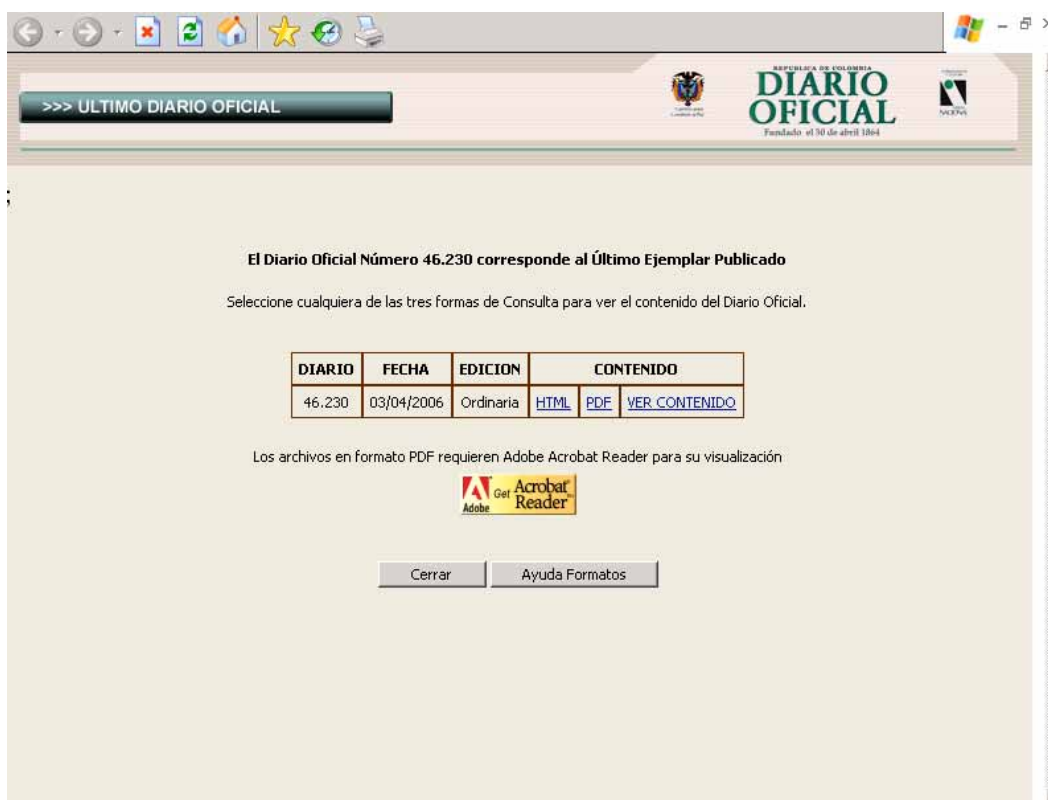 >>> ULTIMO DIARIO OFICIAL
REPUBLICA DE COLOMBIA
DIARIO
OFICIAL
Fundado el 30 de abril 1864
;
El Diario Oficial Número 46.230 corresponde al Último Ejemplar Publicado
Seleccione cualquiera de las tres formas de Consulta para ver el contenido del Diario Oficial.
DIARIO FECHA EDICION CONTENIDO
46.230 03/04/2006 Ordinaria HTML PDF VER CONTENIDO
Los archivos en formato PDF requieren Adobe Acrobat Reader para su visualización
Adobe Get Acrobat Reader
Cerrar Ayuda Formatos